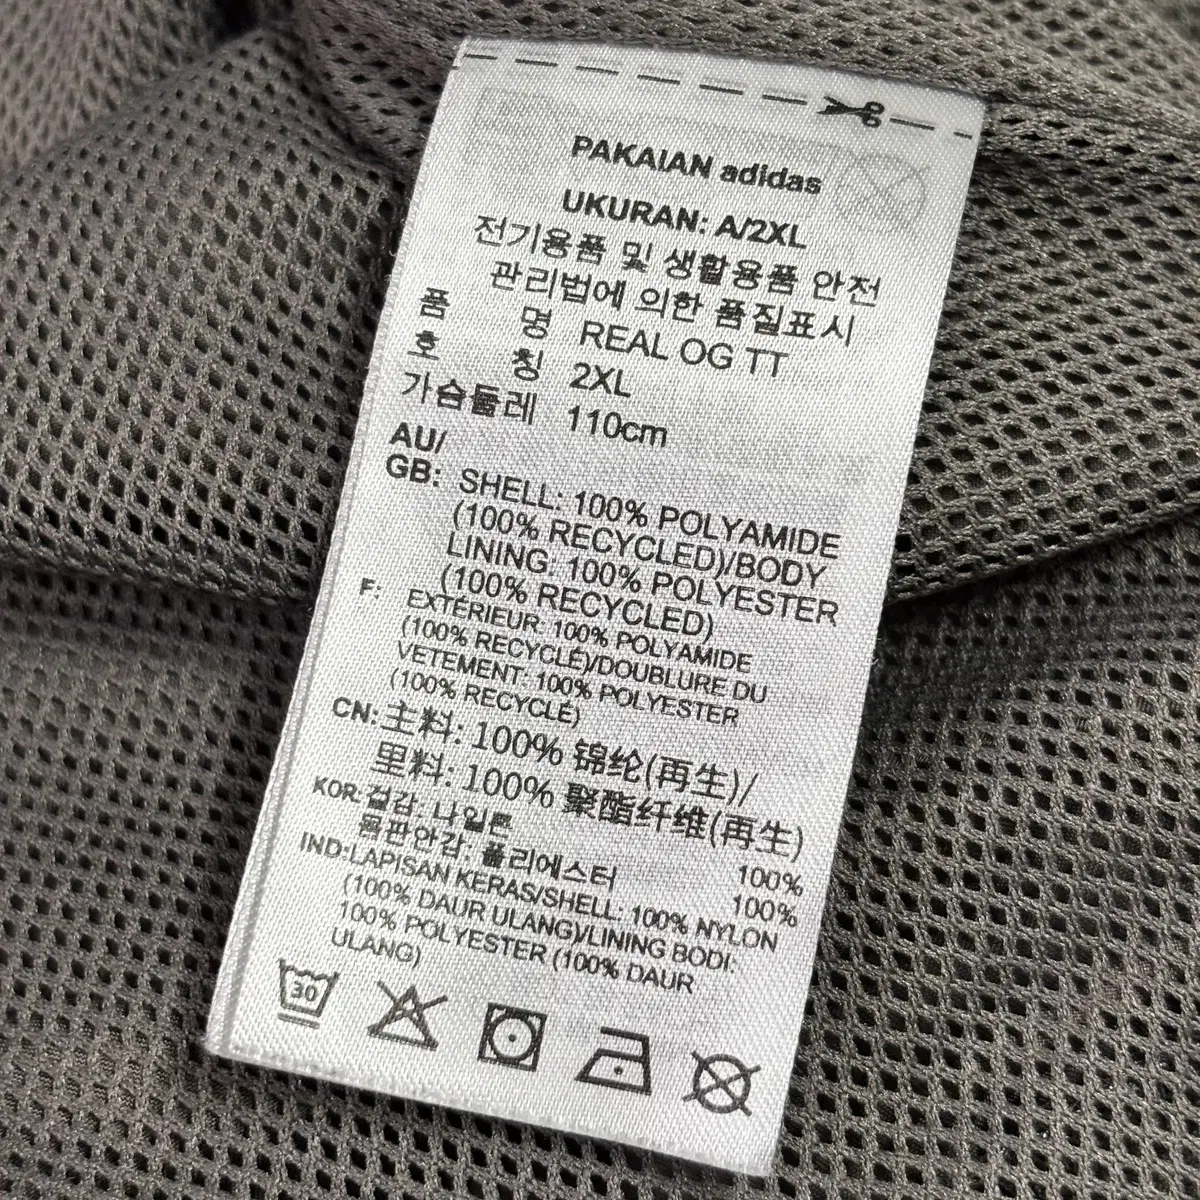 PAKAIAN adidas
UKURAN: A/2XL
전기용품 및 생활용품 안전
관리법에 의한 품질표시
품 명 REAL OG TT
호 칭 2XL
가슴둘레 110cm
AU/
GB: SHELL: 100% POLYAMIDE
(100% RECYCLED)/BODY
LINING: 100% POLYESTER
(100% RECYCLED)
F: EXTÉRIEUR: 100% POLYAMIDE
(100% RECYCLÉ)/DOUBLURE DU
VETEMENT: 100% POLYESTER
(100% RECYCLÉ)
CN: 主料: 100% 锦纶(再生)/
里料: 100% 聚酯纤维(再生)
KOR: 겉감: 나일론 100%
몸판안감: 폴리에스터 100%
IND: LAPISAN KERAS/SHELL: 100% NYLON
(100% DAUR ULANG)/LINING BODI:
100% POLYESTER (100% DAUR
ULANG)
30